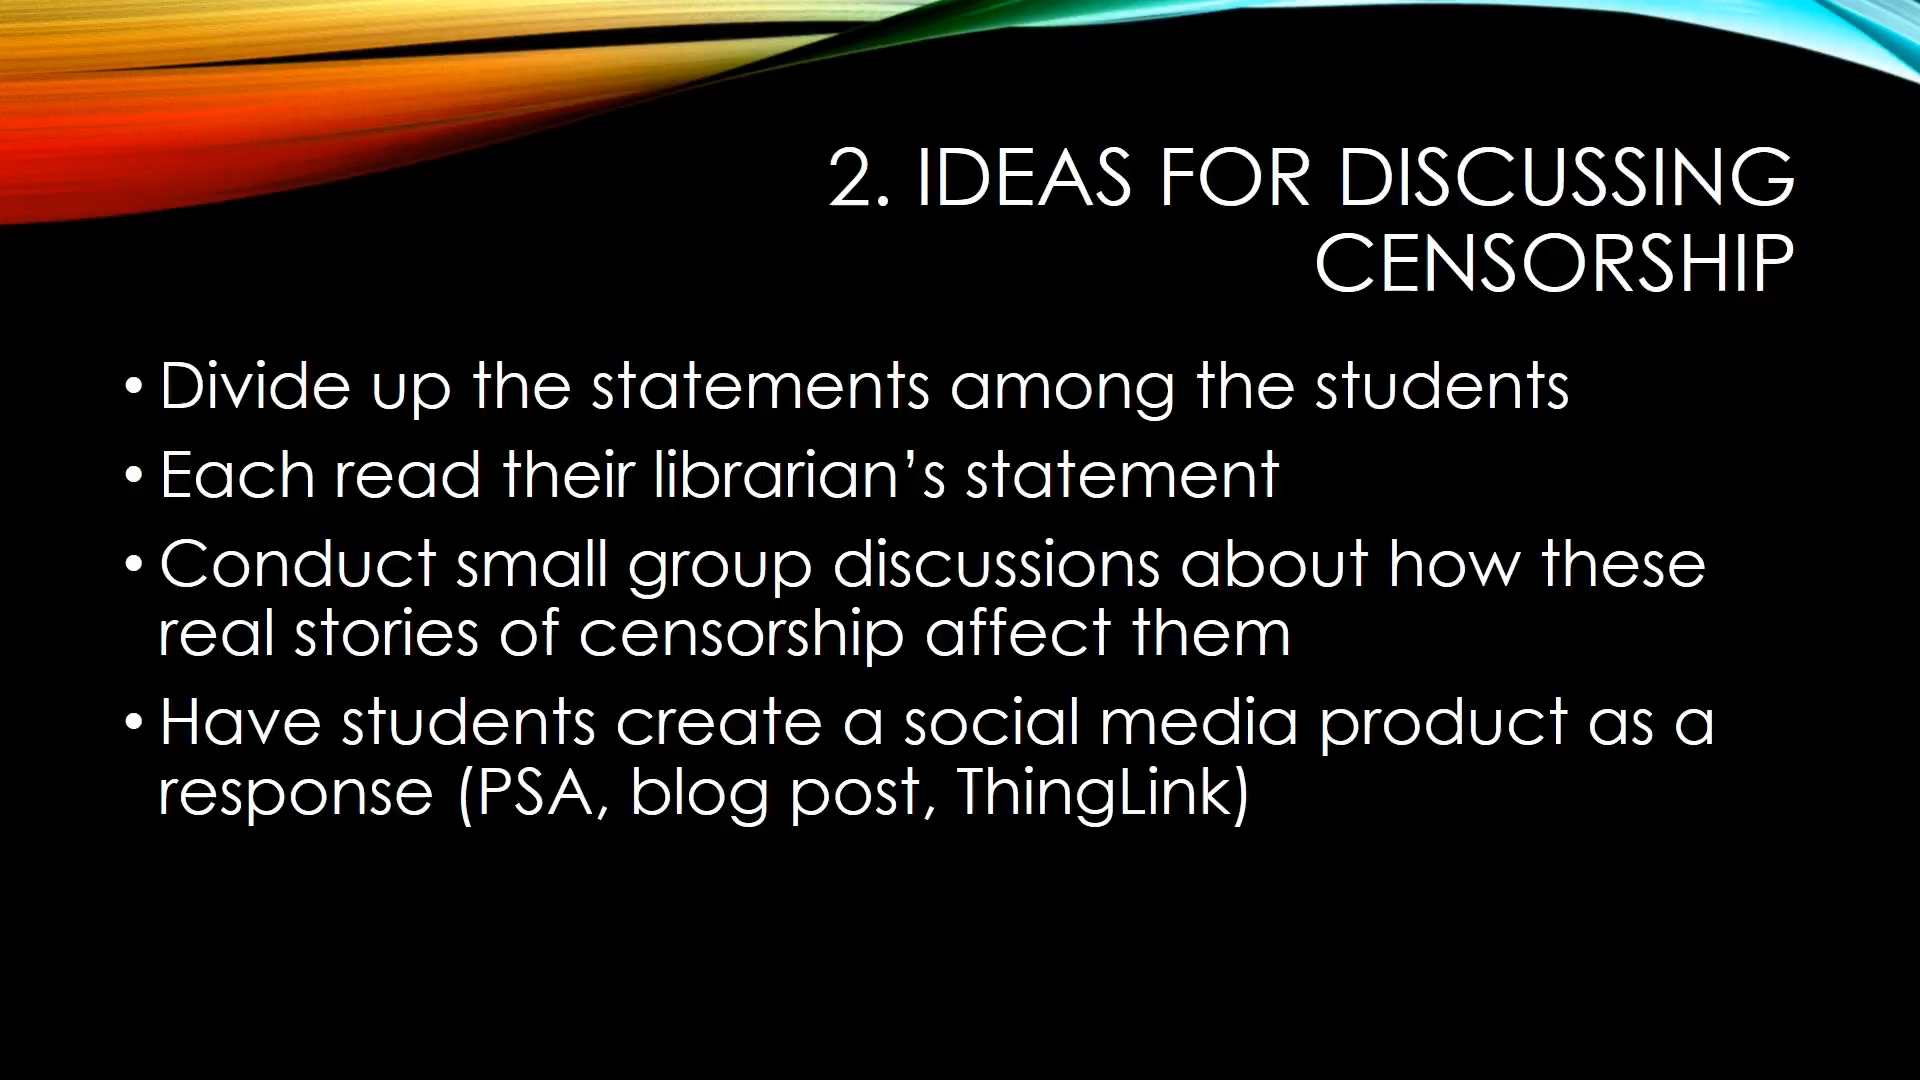 2. IDEAS FOR DISCUSSING
CENSORSHIP
• Divide up the statements among the students
• Each read their librarian’s statement
• Conduct small group discussions about how these
real stories of censorship affect them
• Have students create a social media product as a
response (PSA, blog post, ThingLink)